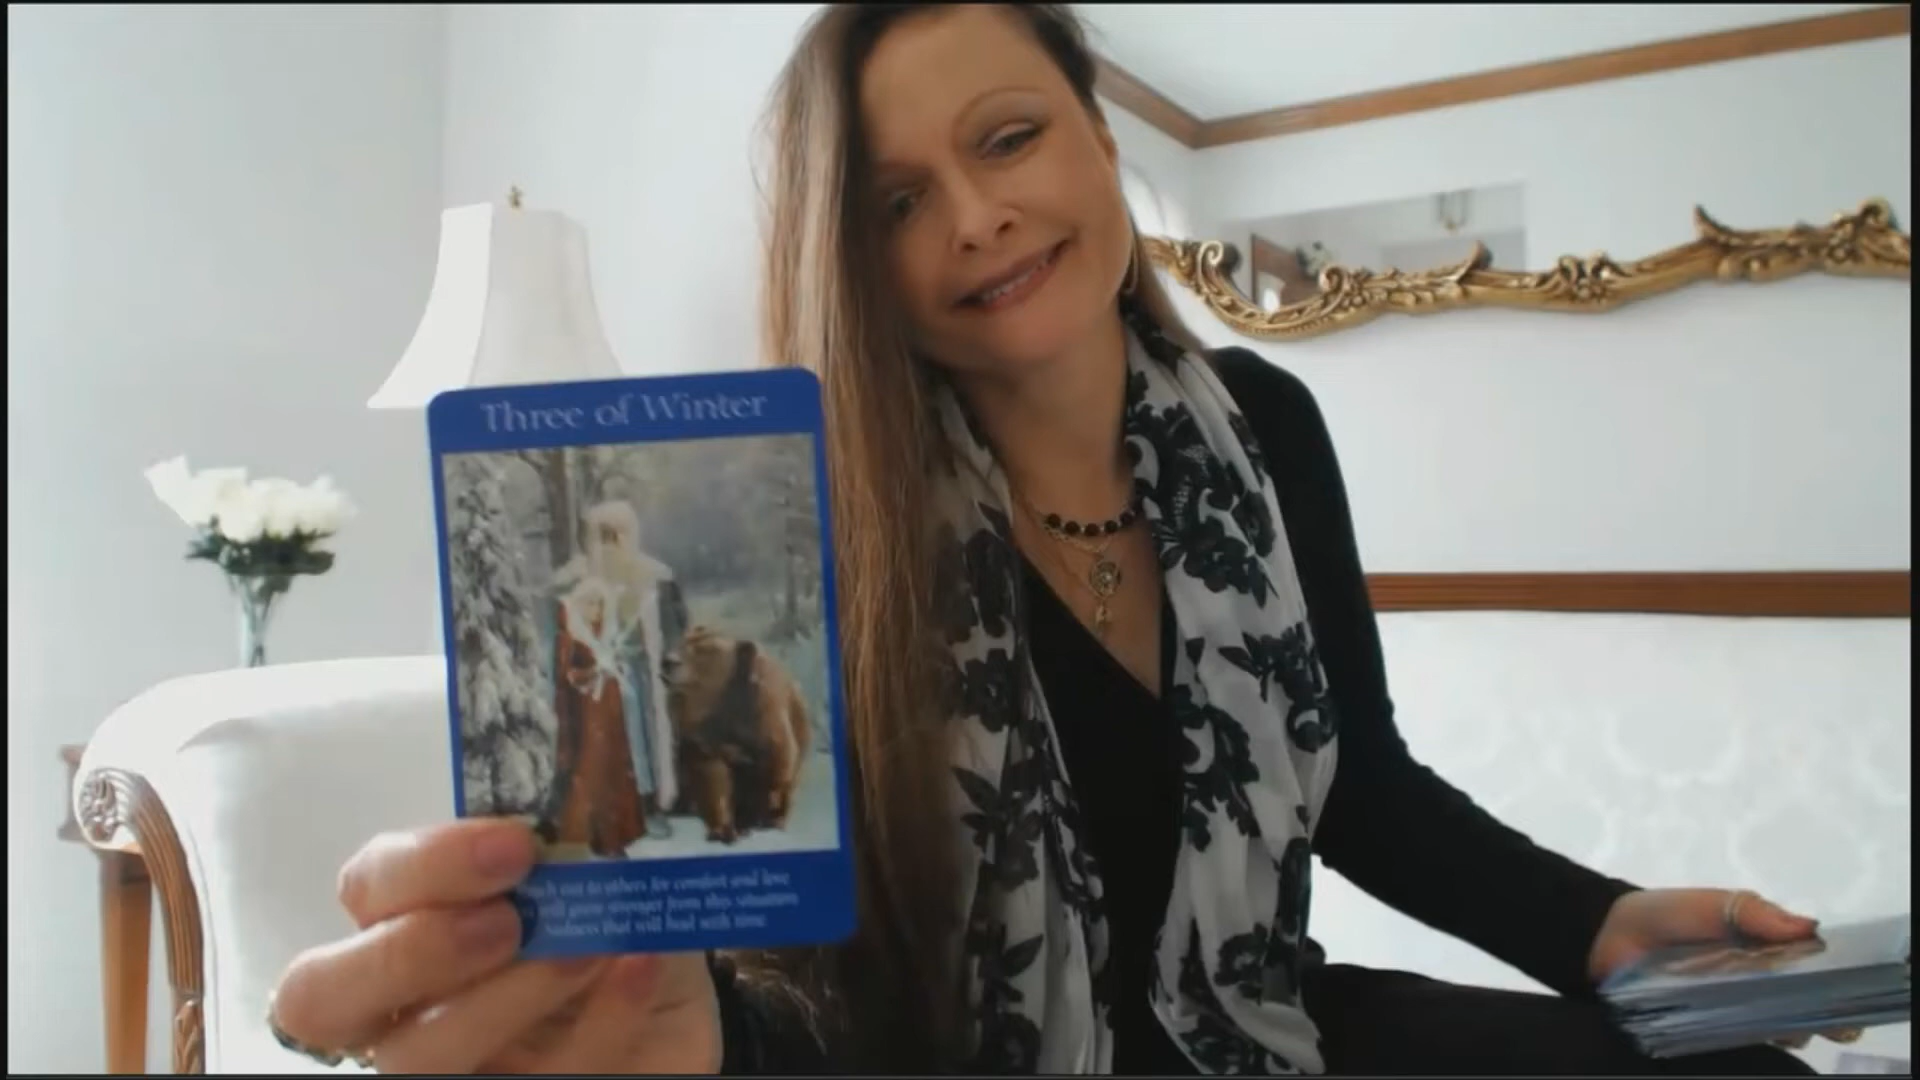 Three of Winter
out to others for comfort and love
will grow stronger from this situation
Sadness that will heal with time